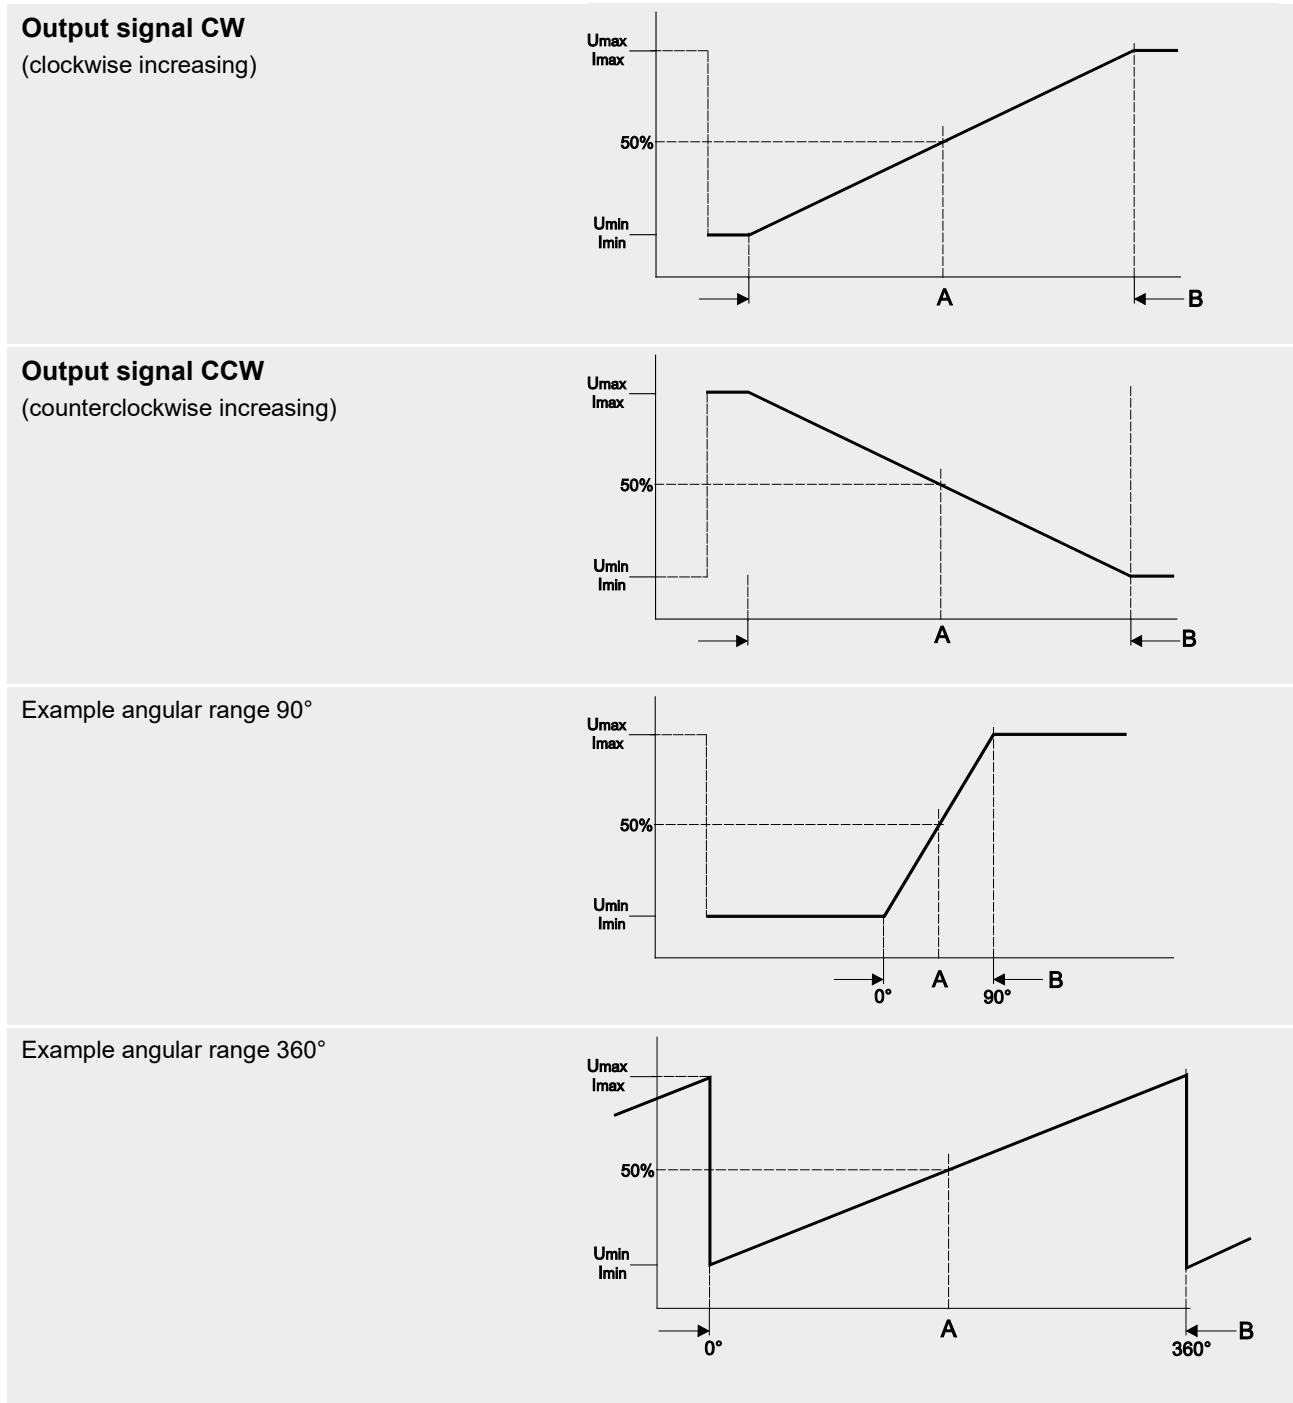 Output signal CW
(clockwise increasing)
Umax
Imax
50%
Umin
Imin
A
B
Output signal CCW
(counterclockwise increasing)
Umax
Imax
50%
Umin
Imin
A
B
Example angular range 90°
Umax
Imax
50%
Umin
Imin
A
B
0°
90°
Example angular range 360°
Umax
Imax
50%
Umin
Imin
A
B
0°
360°